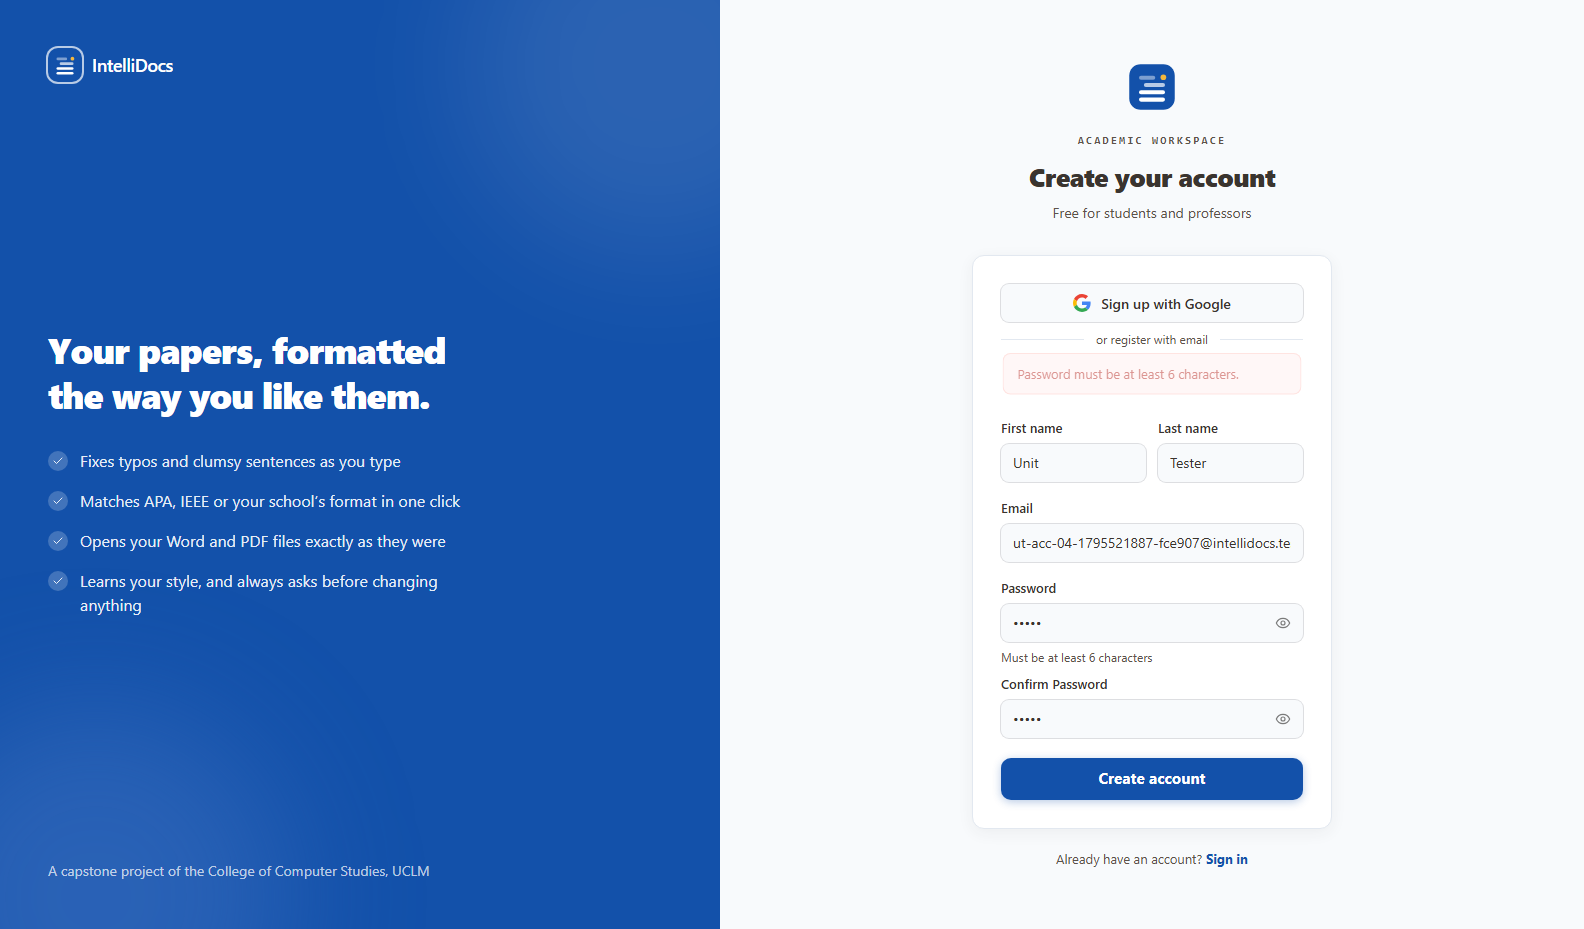 IntelliDocs
Your papers, formatted
the way you like them.
Fixes typos and clumsy sentences as you type
Matches APA, IEEE or your school's format in one click
Opens your Word and PDF files exactly as they were
Learns your style, and always asks before changing
anything
A capstone project of the College of Computer Studies, UCLM
ACADEMIC WORKSPACE
Create your account
Free for students and professors
Sign up with Google
or register with email
Password must be at least 6 characters.
First name
Last name
Unit
Tester
Email
ut-acc-04-1795521887-fce907@intellidocs.te
Password
•••••
Must be at least 6 characters
Confirm Password
•••••
Create account
Already have an account? Sign in